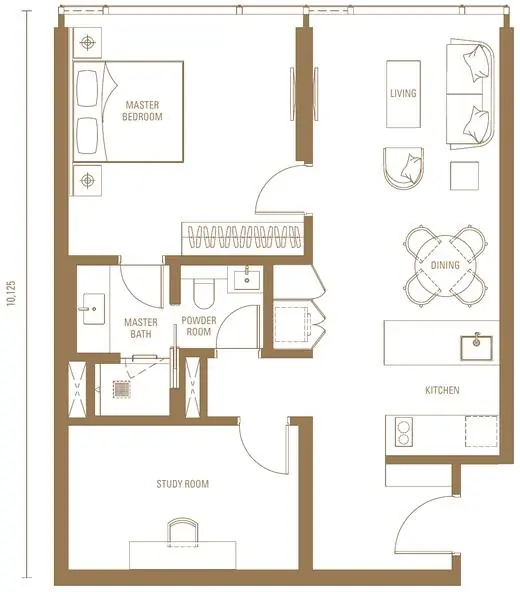 LIVING
MASTER
BEDROOM
DINING
10,125
MASTER
BATH
POWDER
ROOM
KITCHEN
STUDY ROOM